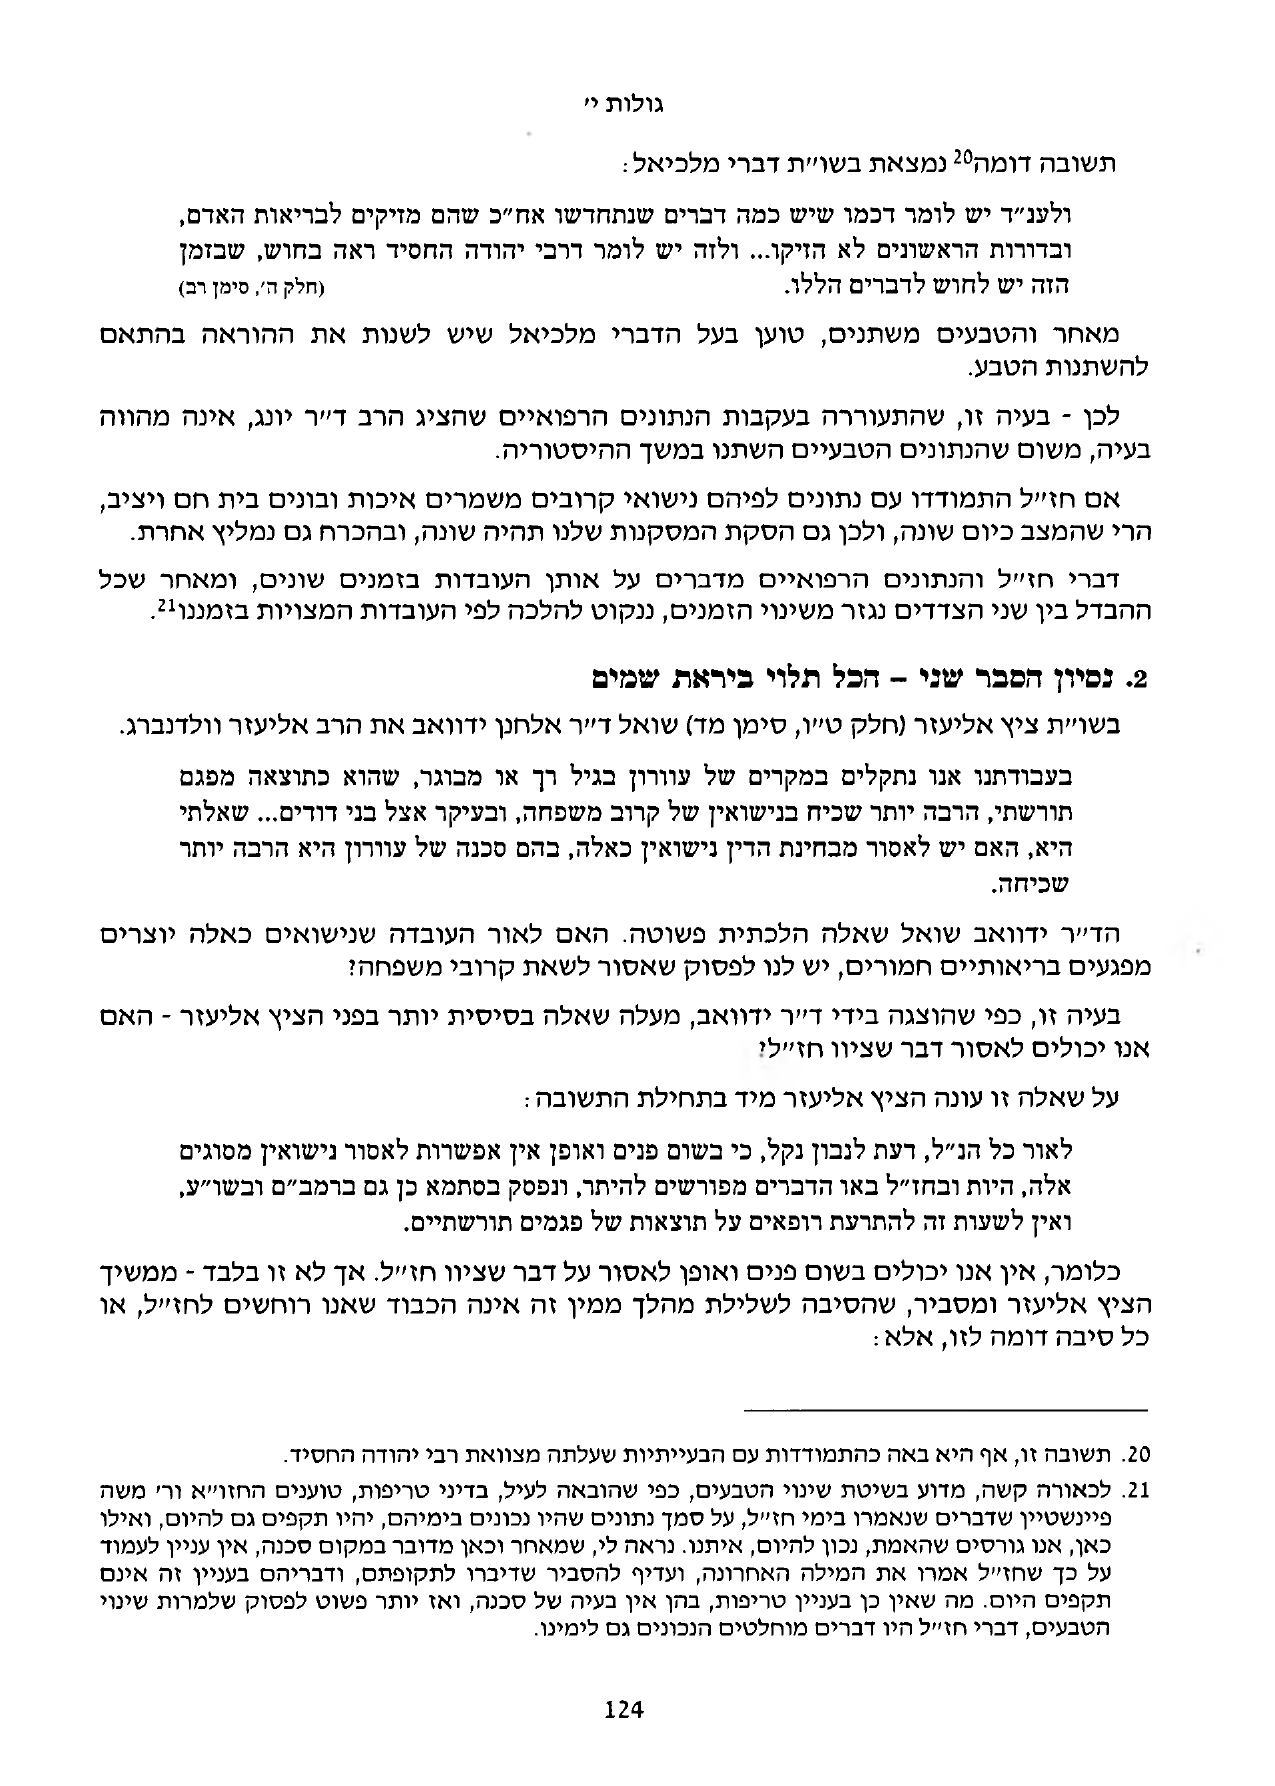 גולות י'
תשובה דומה20 נמצאת בשו"ת דברי מלכיאל:
ולענ"ד יש לומר דכמו שיש כמה דברים שנתחדשו אח"כ שהם מזיקים לבריאות האדם,
ובדורות הראשונים לא הזיקו... ולזה יש לומר דרבי יהודה החסיד ראה בחוש, שבזמן
הזה יש לחוש לדברים הללו. (חלק ה', סימן רב)
מאחר והטבעים משתנים, טוען בעל הדברי מלכיאל שיש לשנות את ההוראה בהתאם
להשתנות הטבע.
לכן - בעיה זו, שהתעוררה בעקבות הנתונים הרפואיים שהציג הרב ד"ר יונג, אינה מהווה
בעיה, משום שהנתונים הטבעיים השתנו במשך ההיסטוריה.
אם חז"ל התמודדו עם נתונים לפיהם נישואי קרובים משמרים איכות ובונים בית חם ויציב,
הרי שהמצב כיום שונה, ולכן גם הסקת המסקנות שלנו תהיה שונה, ובהכרח גם נמליץ אחרת.
דברי חז"ל והנתונים הרפואיים מדברים על אותן העובדות בזמנים שונים, ומאחר שכל
ההבדל בין שני הצדדים נגזר משינוי הזמנים, ננקוט להלכה לפי העובדות המצויות בזמננו21.
2. נסיון הסבר שני – הכל תלוי ביראת שמים
בשו"ת ציץ אליעזר (חלק ט"ו, סימן מד) שואל ד"ר אלחנן ידוואב את הרב אליעזר וולדנברג.
בעבודתנו אנו נתקלים במקרים של עוורון בגיל רך או מבוגר, שהוא כתוצאה מפגם
תורשתי, הרבה יותר שכיח בנישואין של קרוב משפחה, ובעיקר אצל בני דודים... שאלתי
היא, האם יש לאסור מבחינת הדין נישואין כאלה, בהם סכנה של עוורון היא הרבה יותר
שכיחה.
הד"ר ידוואב שואל שאלה הלכתית פשוטה. האם לאור העובדה שנישואים כאלה יוצרים
מפגעים בריאותיים חמורים, יש לנו לפסוק שאסור לשאת קרובי משפחה?
בעיה זו, כפי שהוצגה בידי ד"ר ידוואב, מעלה שאלה בסיסית יותר בפני הציץ אליעזר - האם
אנו יכולים לאסור דבר שציוו חז"ל?
על שאלה זו עונה הציץ אליעזר מיד בתחילת התשובה:
לאור כל הנ"ל, דעת לנבון נקל, כי בשום פנים ואופן אין אפשרות לאסור נישואין מסוגים
אלה, היות ובחז"ל באו הדברים מפורשים להיתר, ונפסק בסתמא כן גם ברמב"ם ובשו"ע,
ואין לשעות זה להתרעת רופאים על תוצאות של פגמים תורשתיים.
כלומר, אין אנו יכולים בשום פנים ואופן לאסור על דבר שציוו חז"ל. אך לא זו בלבד - ממשיך
הציץ אליעזר ומסביר, שהסיבה לשלילת מהלך ממין זה אינה הכבוד שאנו רוחשים לחז"ל, או
כל סיבה דומה לזו, אלא:
20. תשובה זו, אף היא באה כהתמודדות עם הבעייתיות שעלתה מצוואת רבי יהודה החסיד.
21. לכאורה קשה, מדוע בשיטת שינוי הטבעים, כפי שהובאה לעיל, בדיני טריפות, טוענים החזו"א ור' משה
פיינשטיין שדברים שנאמרו בימי חז"ל, על סמך נתונים שהיו נכונים בימיהם, יהיו תקפים גם להיום, ואילו
כאן, אנו גורסים שהאמת, נכון להיום, איתנו. נראה לי, שמאחר וכאן מדובר במקום סכנה, אין עניין לעמוד
על כך שחז"ל אמרו את המילה האחרונה, ועדיף להסביר שדיברו לתקופתם, ודבריהם בעניין זה אינם
תקפים היום. מה שאין כן בעניין טריפות, בהן אין בעיה של סכנה, ואז יותר פשוט לפסוק שלמרות שינוי
הטבעים, דברי חז"ל היו דברים מוחלטים הנכונים גם לימינו.
124